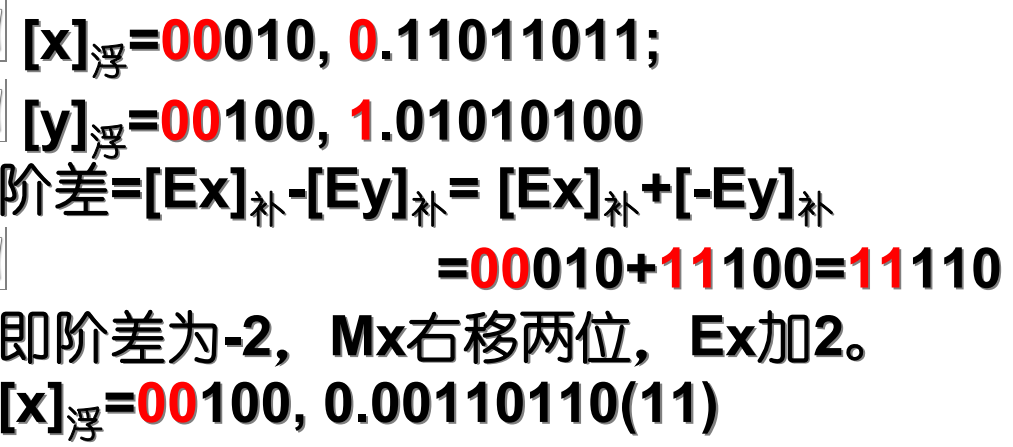 [x]浮=00010, 0.11011011;
[y]浮=00100, 1.01010100
阶差=[Ex]补-[Ey]补= [Ex]补+[-Ey]补
=00010+11100=11110
即阶差为-2，Mx右移两位，Ex加2。
[x]浮=00100, 0.00110110(11)